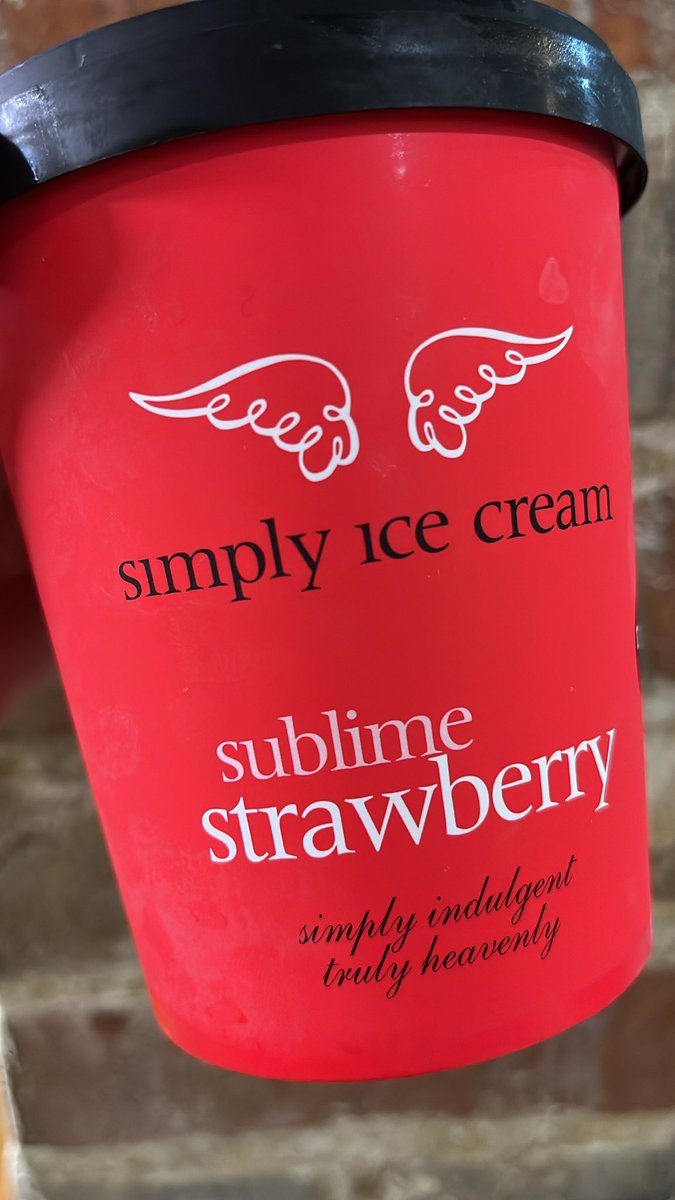 simply ice cream
sublime
strawberry
simply indulgent
truly heavenly